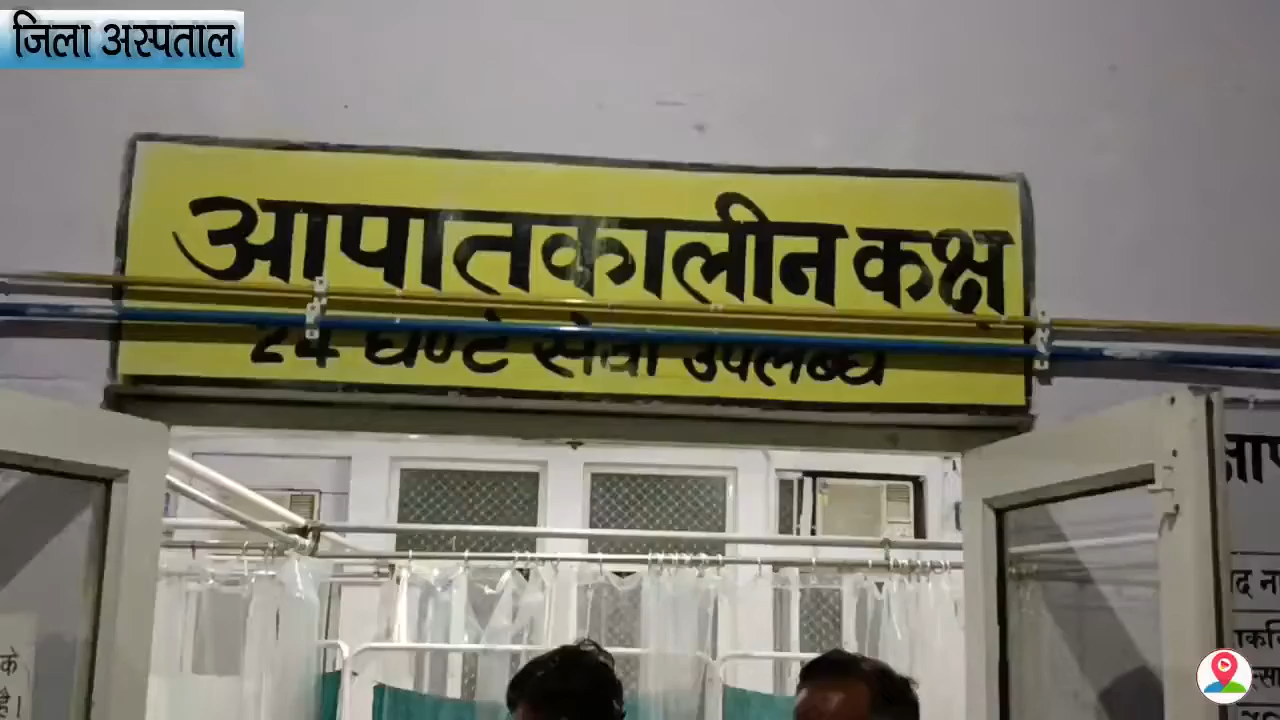 जिला अस्पताल
आपातकालीन कक्ष
24 घण्टे सेवा उपलब्ध
के
है।